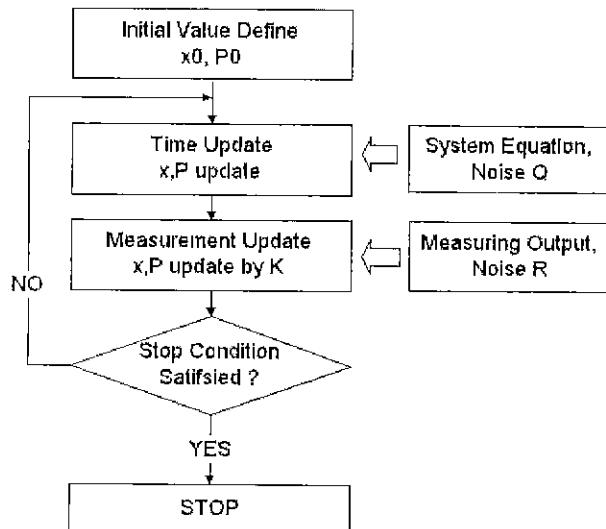 Initial Value Define
x0, P0
Time Update
x,P update
System Equation,
Noise Q
Measurement Update
x,P update by K
Measuring Output,
Noise R
NO
Stop Condition
Satifsied ?
YES
STOP